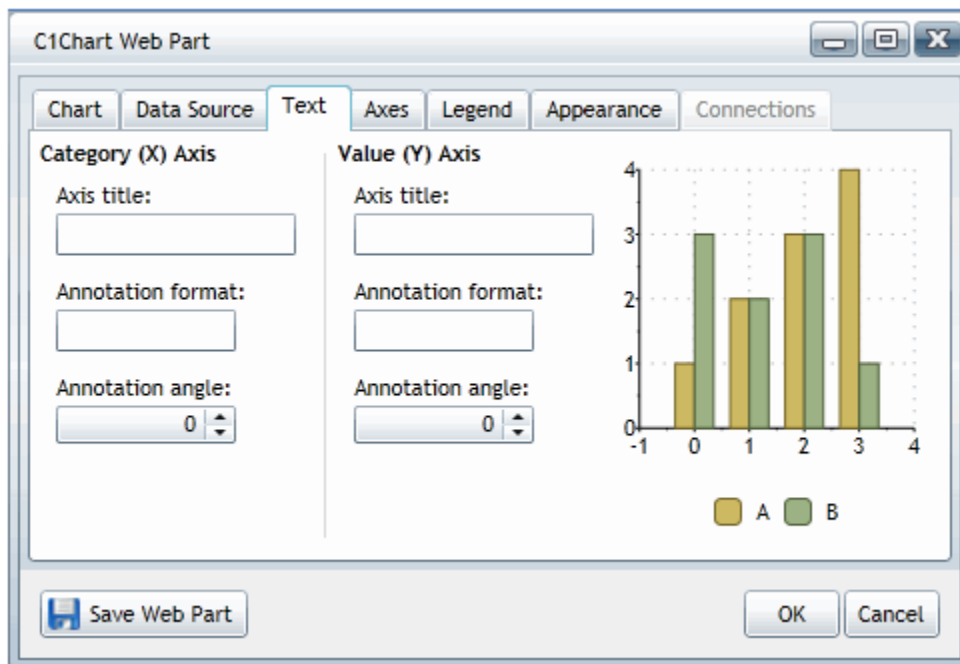 C1Chart Web Part
Chart Data Source Text Axes Legend Appearance Connections
Category (X) Axis
Axis title:
Annotation format:
Annotation angle:
0
Value (Y) Axis
Axis title:
Annotation format:
Annotation angle:
0
4
3
2
1
0
-1 0 1 2 3 4
A B
Save Web Part OK Cancel